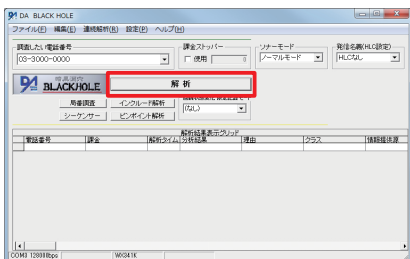 DA BLACK HOLE
ファイル(F) 編集(E) 連続解析(R) 設定(P) ヘルプ(H)
調査したい電話番号
課金ストッパー
ソナーモード
発信名義(HLC設定)
03-3000-0000
使用
0
ノーマルモード
HLCなし
BLACKHOLE
解 析
局番調査
インクルード解析
(なし)
シーケンサー
ピンポイント解析
解析結果表示グリッド
電話番号 課金 解析タイム 分析結果 理由 クラス 情報提供源
COM3 128000bps WX341K